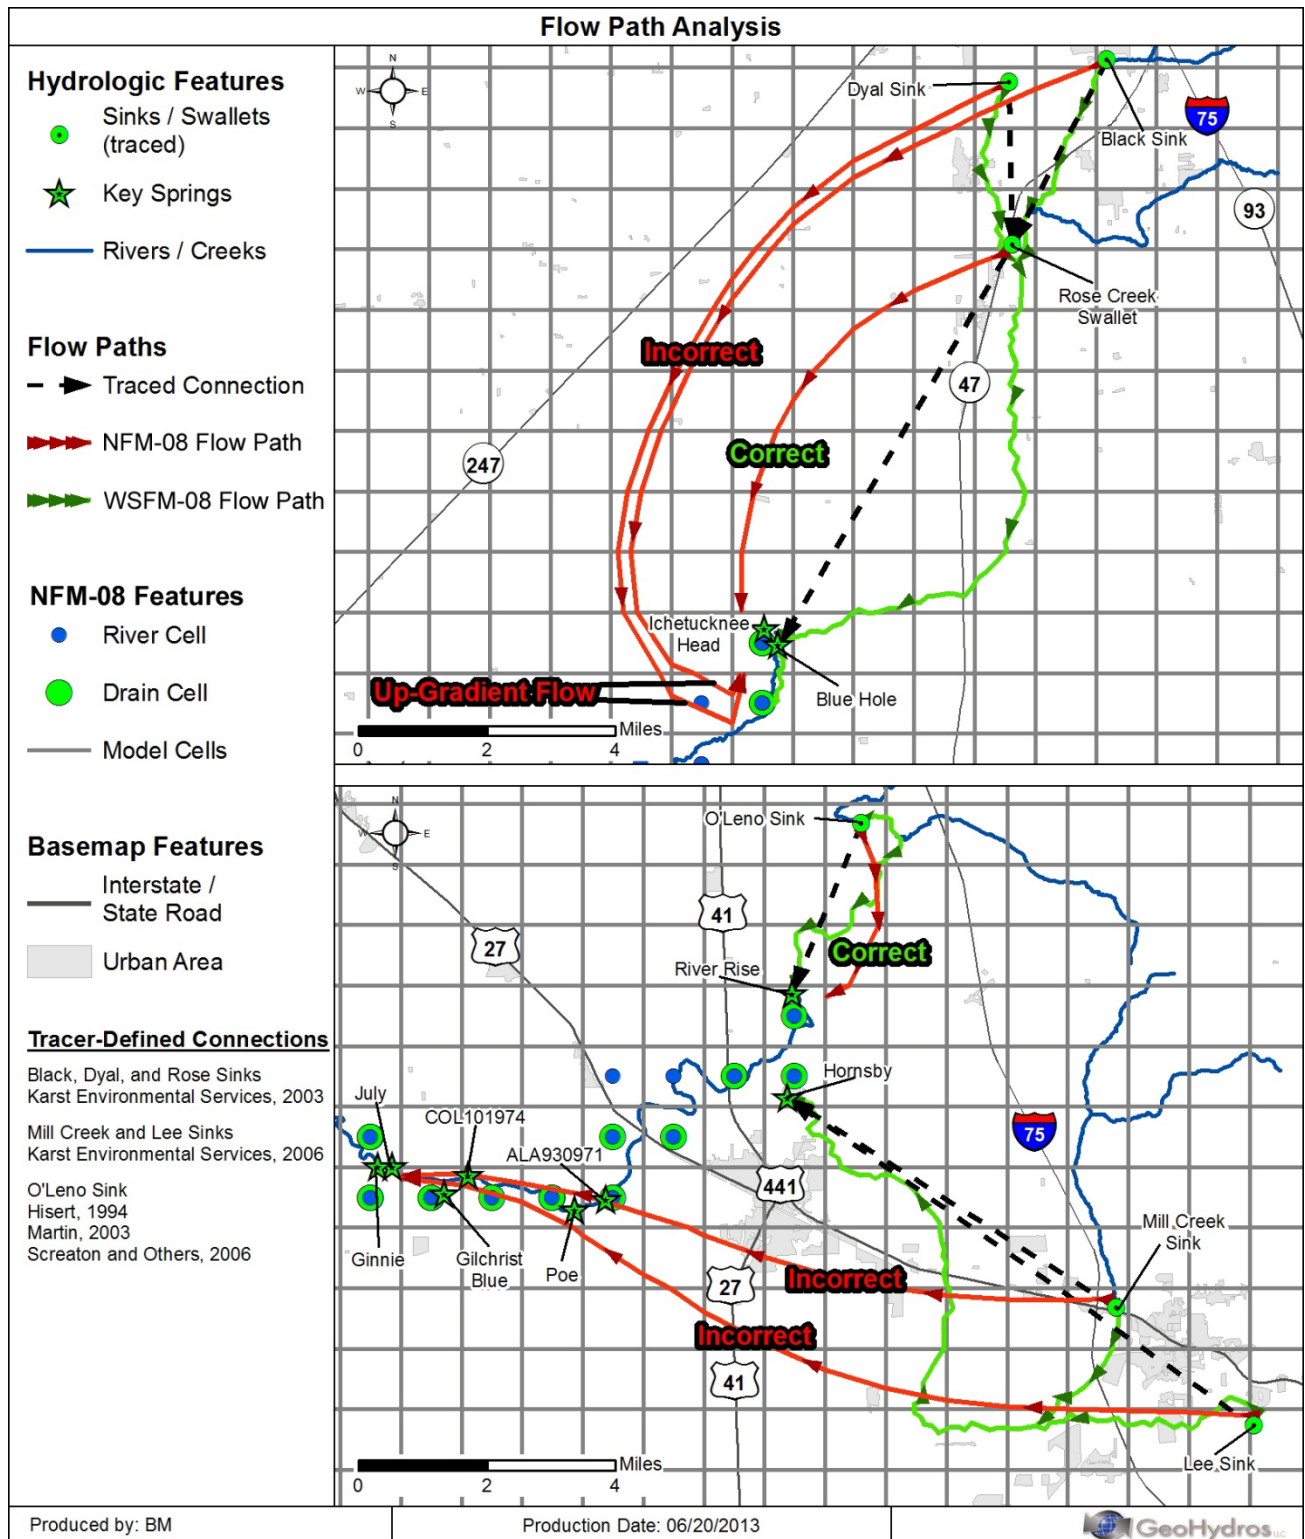 Flow Path Analysis
Hydrologic Features
Sinks / Swallets
(traced)
Key Springs
Rivers / Creeks
Flow Paths
Traced Connection
NFM-08 Flow Path
WSFM-08 Flow Path
NFM-08 Features
River Cell
Drain Cell
Model Cells
Basemap Features
Interstate /
State Road
Urban Area
Tracer-Defined Connections
Black, Dyal, and Rose Sinks
Karst Environmental Services, 2003
Mill Creek and Lee Sinks
Karst Environmental Services, 2006
O'Leno Sink
Hisert, 1994
Martin, 2003
Screaton and Others, 2006
N
W
E
S
Dyal Sink
Black Sink
75
93
Rose Creek
Swallet
Incorrect
47
Correct
247
Ichetucknee
Head
Up-Gradient Flow
Blue Hole
Miles
0
2
4
N
W
E
S
O'Leno Sink
41
27
Correct
River Rise
Hornsby
July
COL101974
ALA930971
75
441
Mill Creek
Sink
Ginnie
Gilchrist
Blue
Poe
27
Incorrect
Incorrect
41
Miles
0
2
4
Lee Sink
Produced by: BM
Production Date: 06/20/2013
GeoHydros LLC